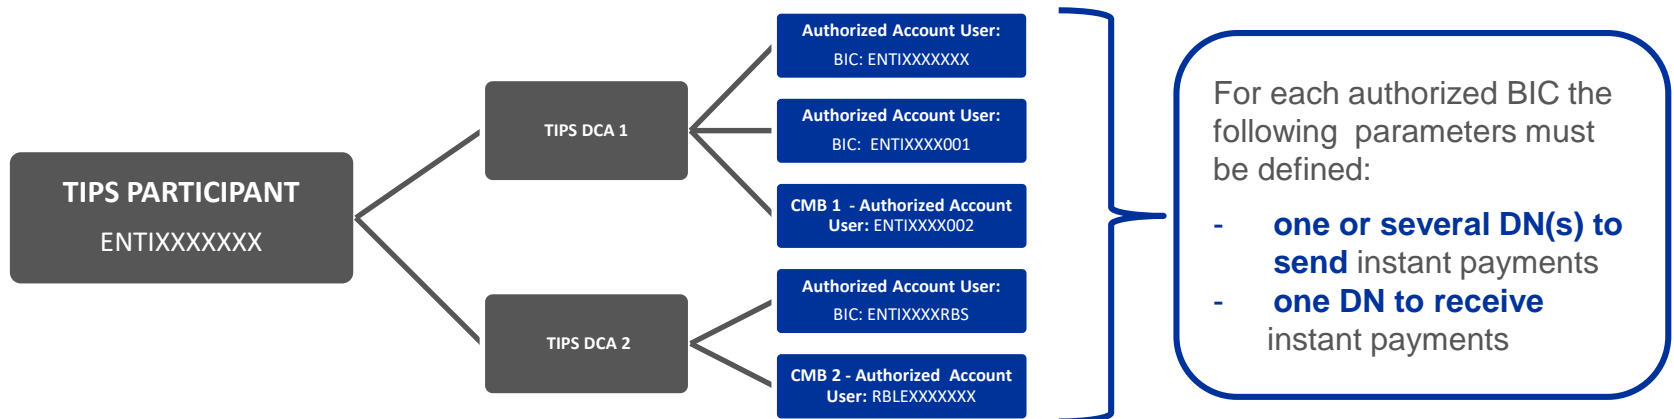 TIPS PARTICIPANT
ENTIXXXXXXX
TIPS DCA 1
TIPS DCA 2
Authorized Account User:
BIC: ENTIXXXXXXX
Authorized Account User:
BIC: ENTIXXXX001
CMB 1 - Authorized Account
User: ENTIXXXX002
Authorized Account User:
BIC: ENTIXXXXRBS
CMB 2 - Authorized Account
User: RBLEXXXXXXX
For each authorized BIC the
following parameters must
be defined:
- one or several DN(s) to
send instant payments
- one DN to receive
instant payments